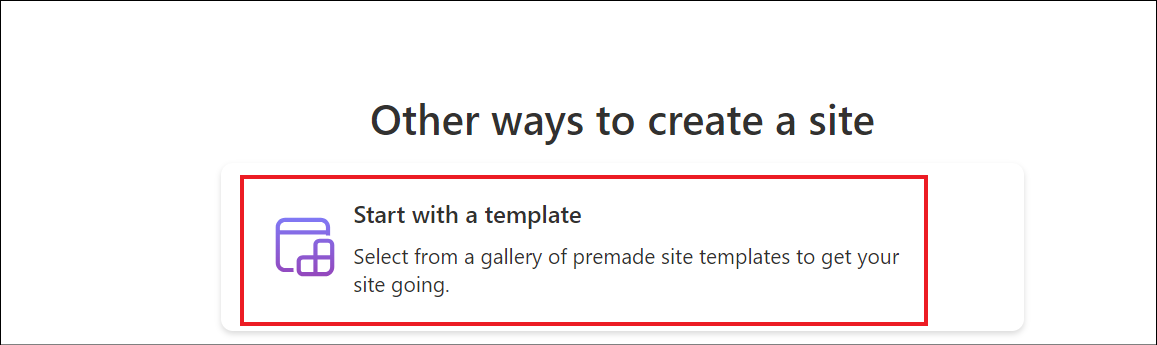 Other ways to create a site
Start with a template
Select from a gallery of premade site templates to get your
site going.